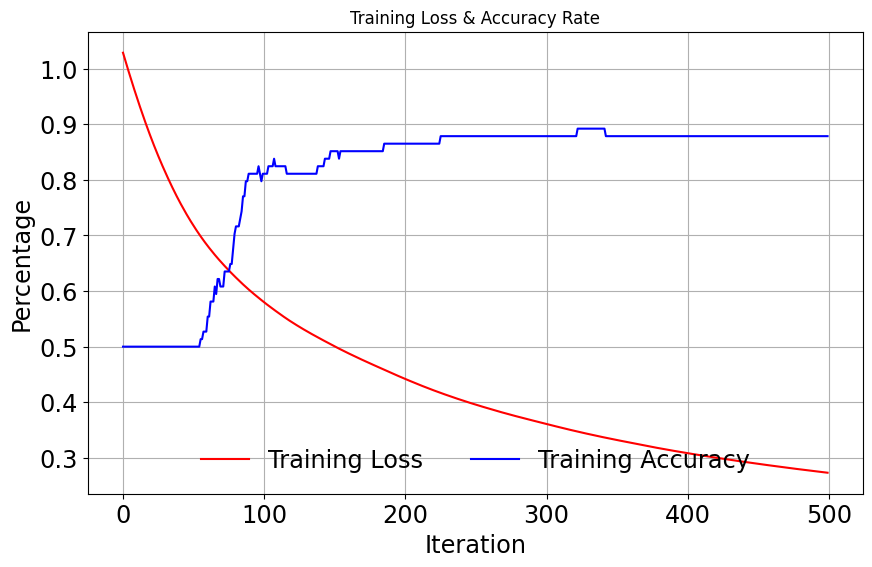 Training Loss & Accuracy Rate
Percentage
1.0
0.9
0.8
0.7
0.6
0.5
0.4
0.3
Training Loss
Training Accuracy
0 100 200 300 400 500
Iteration